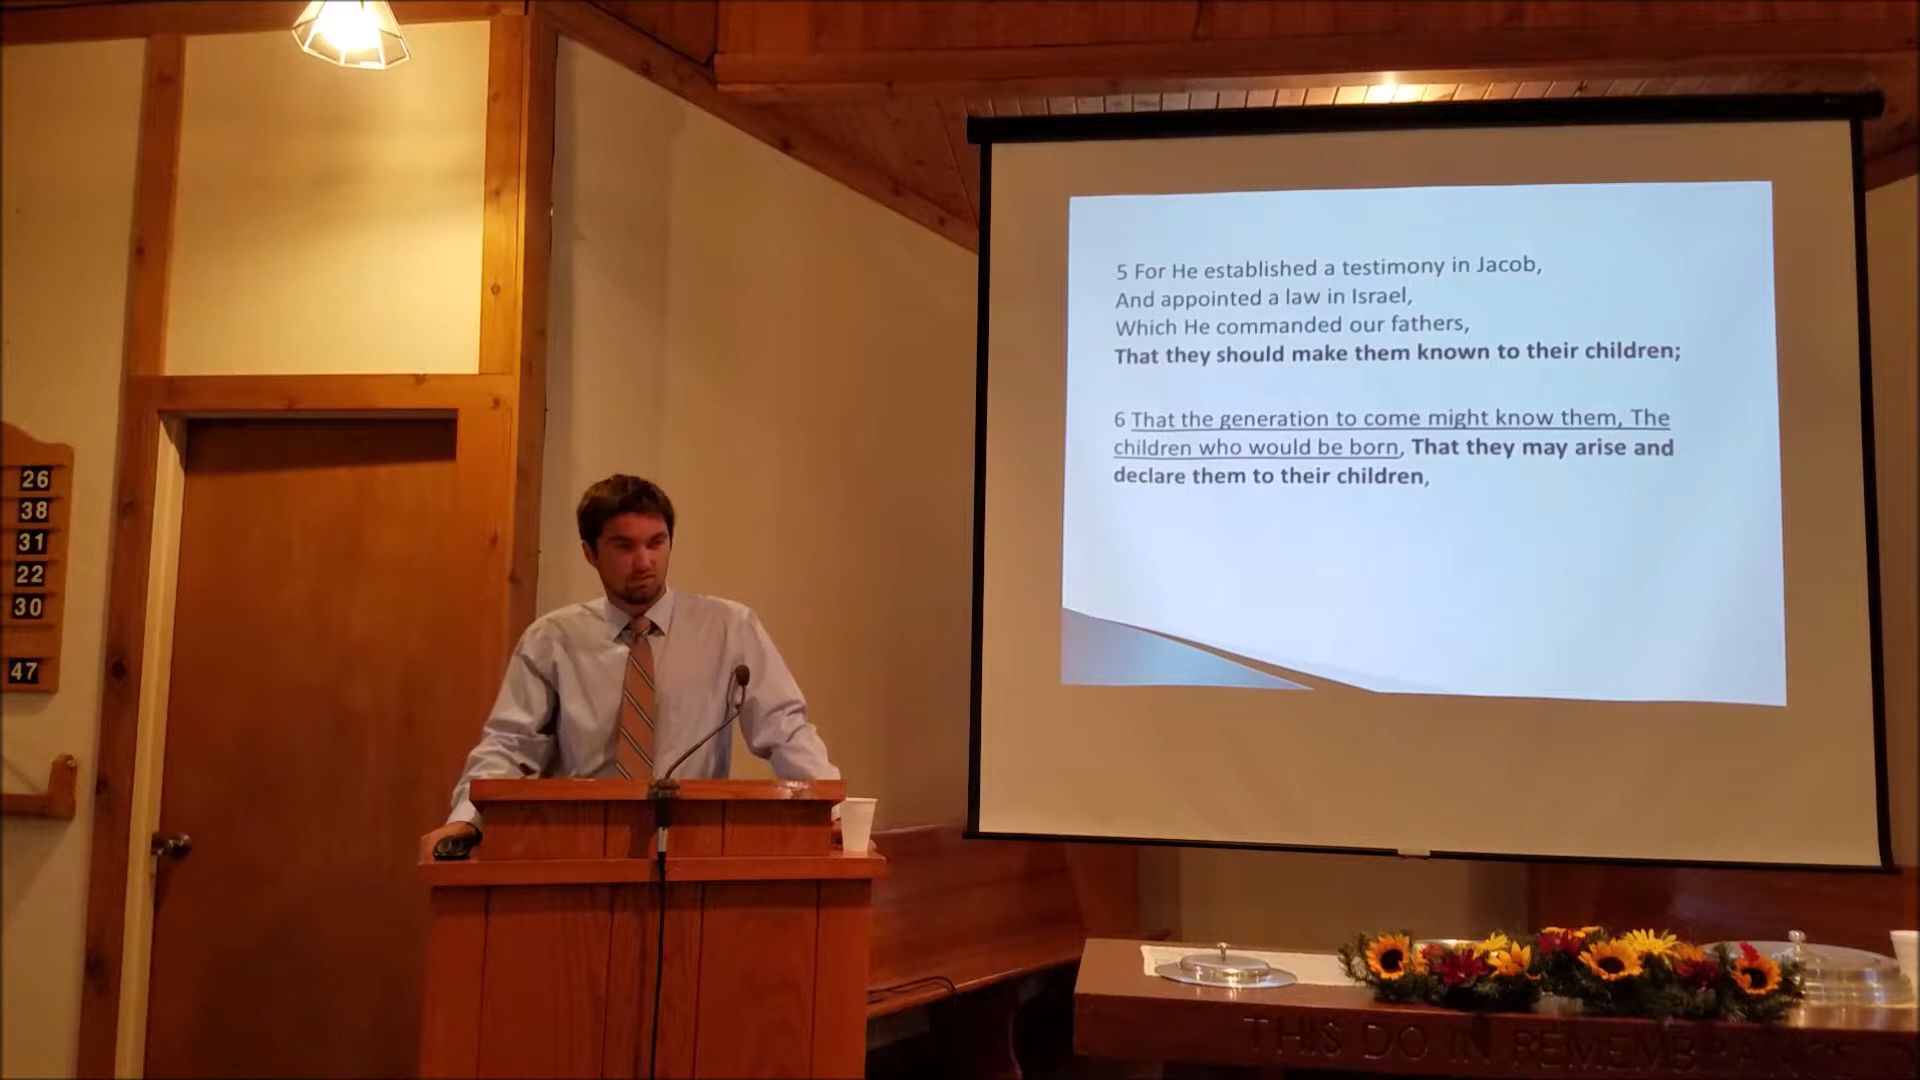 5 For He established a testimony in Jacob,
And appointed a law in Israel,
Which He commanded our fathers,
That they should make them known to their children;
6 That the generation to come might know them, The
children who would be born, That they may arise and
declare them to their children,
26
38
31
22
30
47
THIS DO IN REMEMBRANCE O